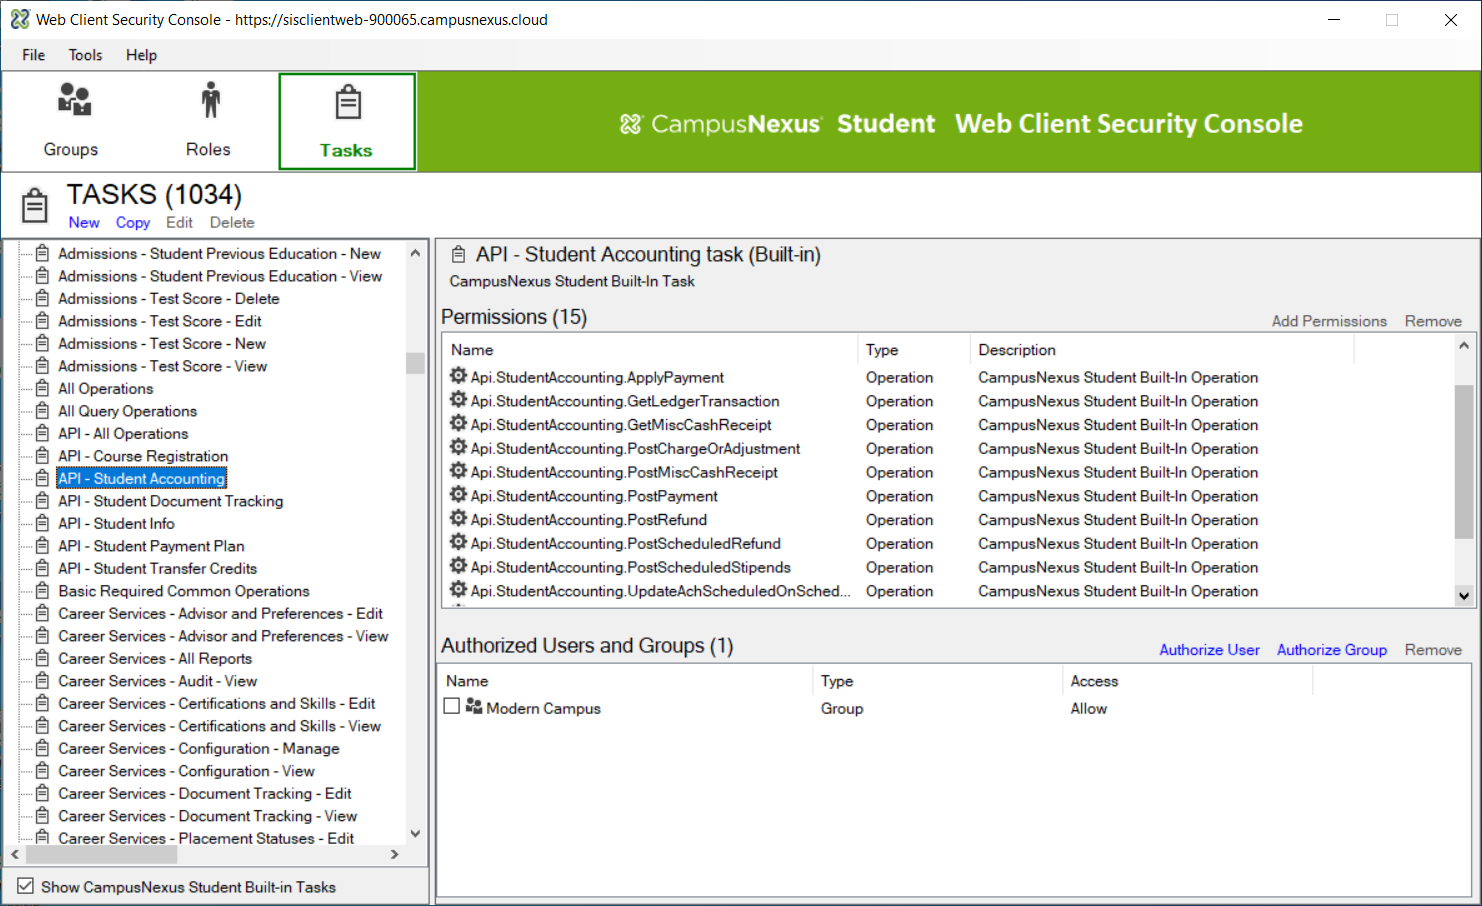 Web Client Security Console - https://sisclientweb-900065.campusnexus.cloud
File Tools Help
Groups Roles Tasks
CampusNexus Student Web Client Security Console
TASKS (1034)
New Copy Edit Delete
Admissions - Student Previous Education - New
Admissions - Student Previous Education - View
Admissions - Test Score - Delete
Admissions - Test Score - Edit
Admissions - Test Score - New
Admissions - Test Score - View
All Operations
All Query Operations
API - All Operations
API - Course Registration
API - Student Accounting
API - Student Document Tracking
API - Student Info
API - Student Payment Plan
API - Student Transfer Credits
Basic Required Common Operations
Career Services - Advisor and Preferences - Edit
Career Services - Advisor and Preferences - View
Career Services - All Reports
Career Services - Audit - View
Career Services - Certifications and Skills - Edit
Career Services - Certifications and Skills - View
Career Services - Configuration - Manage
Career Services - Configuration - View
Career Services - Document Tracking - Edit
Career Services - Document Tracking - View
Career Services - Placement Statuses - Edit
Show CampusNexus Student Built-in Tasks
API - Student Accounting task (Built-in)
CampusNexus Student Built-In Task
Permissions (15)
Add Permissions Remove
Name Type Description
Api.StudentAccounting.ApplyPayment Operation CampusNexus Student Built-In Operation
Api.StudentAccounting.GetLedgerTransaction Operation CampusNexus Student Built-In Operation
Api.StudentAccounting.GetMiscCashReceipt Operation CampusNexus Student Built-In Operation
Api.StudentAccounting.PostChargeOrAdjustment Operation CampusNexus Student Built-In Operation
Api.StudentAccounting.PostMiscCashReceipt Operation CampusNexus Student Built-In Operation
Api.StudentAccounting.PostPayment Operation CampusNexus Student Built-In Operation
Api.StudentAccounting.PostRefund Operation CampusNexus Student Built-In Operation
Api.StudentAccounting.PostScheduledRefund Operation CampusNexus Student Built-In Operation
Api.StudentAccounting.PostScheduledStipends Operation CampusNexus Student Built-In Operation
Api.StudentAccounting.UpdateAchScheduledOnSched... Operation CampusNexus Student Built-In Operation
Authorized Users and Groups (1)
Authorize User Authorize Group Remove
Name Type Access
Modern Campus Group Allow